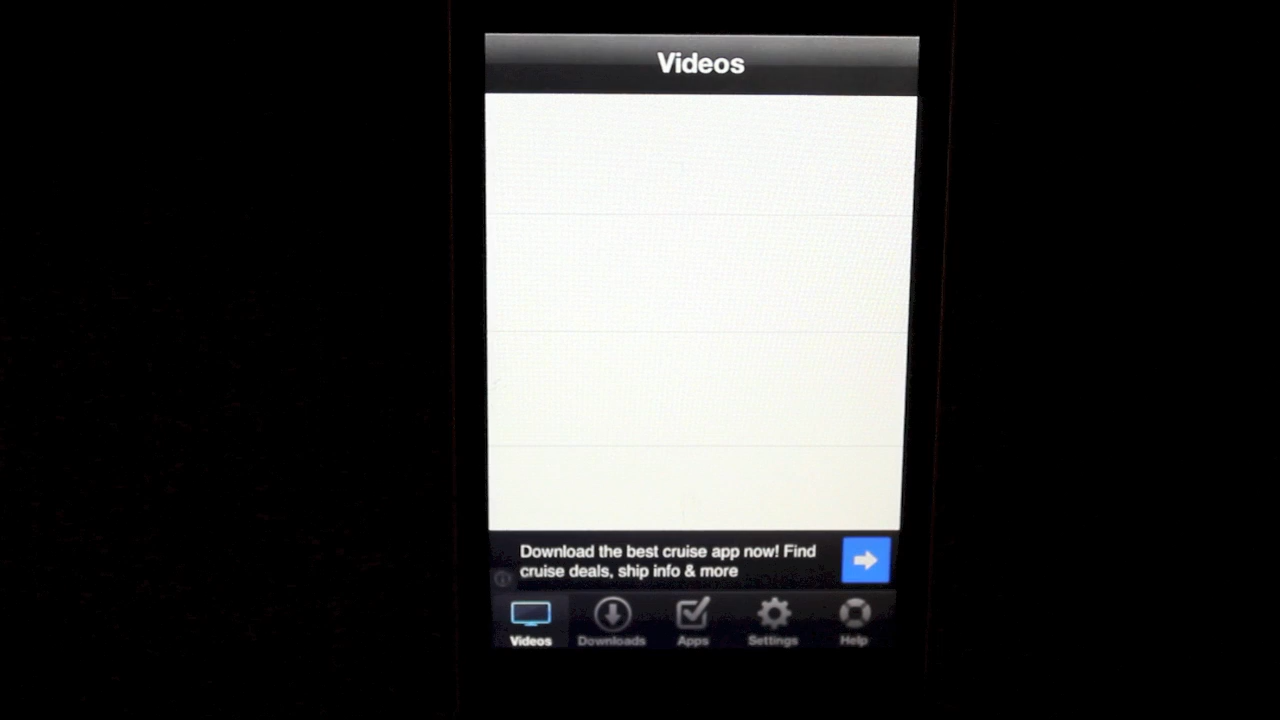 Videos
Download the best cruise app now! Find
cruise deals, ship info & more
Videos
Downloads
Apps
Settings
Help